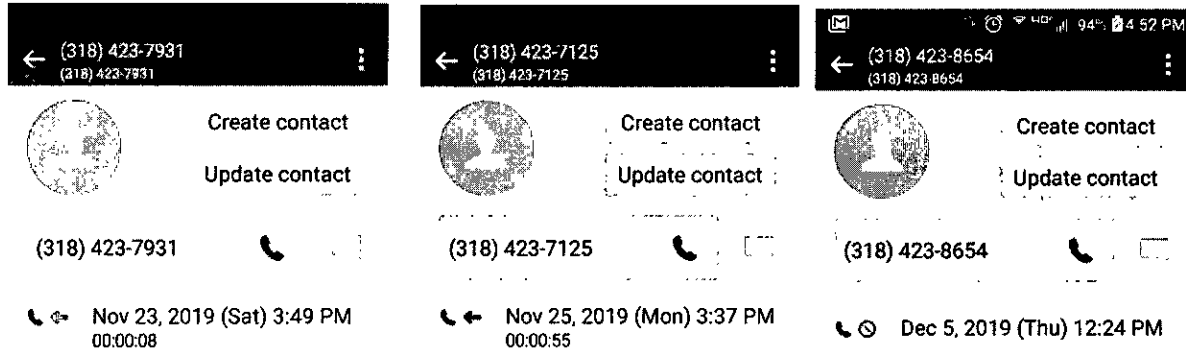 (318) 423-7931
(318) 423-7931
Create contact
Update contact
(318) 423-7931
Nov 23, 2019 (Sat) 3:49 PM
00:00:08
(318) 423-7125
(318) 423-7125
Create contact
Update contact
(318) 423-7125
Nov 25, 2019 (Mon) 3:37 PM
00:00:55
94% 4 52 PM
(318) 423-8654
(318) 423-8654
Create contact
Update contact
(318) 423-8654
Dec 5, 2019 (Thu) 12:24 PM